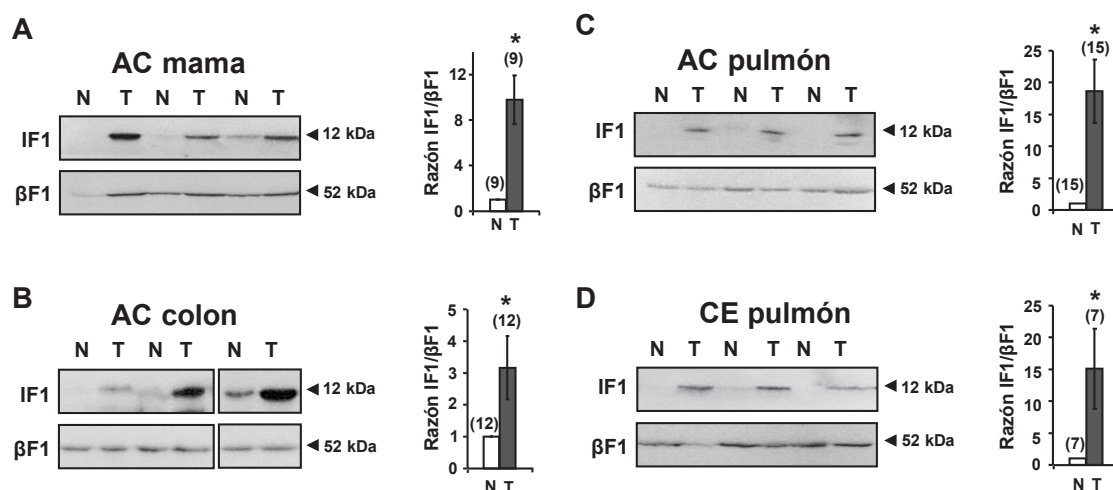 A
AC mama
N T N T N T
IF1
12 kDa
βF1
52 kDa
Razón IF1/βF1
12
8
4
0
*
(9)
(9)
N T
C
AC pulmón
N T N T N T
IF1
12 kDa
βF1
52 kDa
Razón IF1/βF1
25
20
15
10
5
0
*
(15)
(15)
N T
B
AC colon
N T N T N T
IF1
12 kDa
βF1
52 kDa
Razón IF1/βF1
5
4
3
2
1
0
*
(12)
(12)
N T
D
CE pulmón
N T N T N T
IF1
12 kDa
βF1
52 kDa
Razón IF1/βF1
25
20
15
10
5
0
*
(7)
(7)
N T